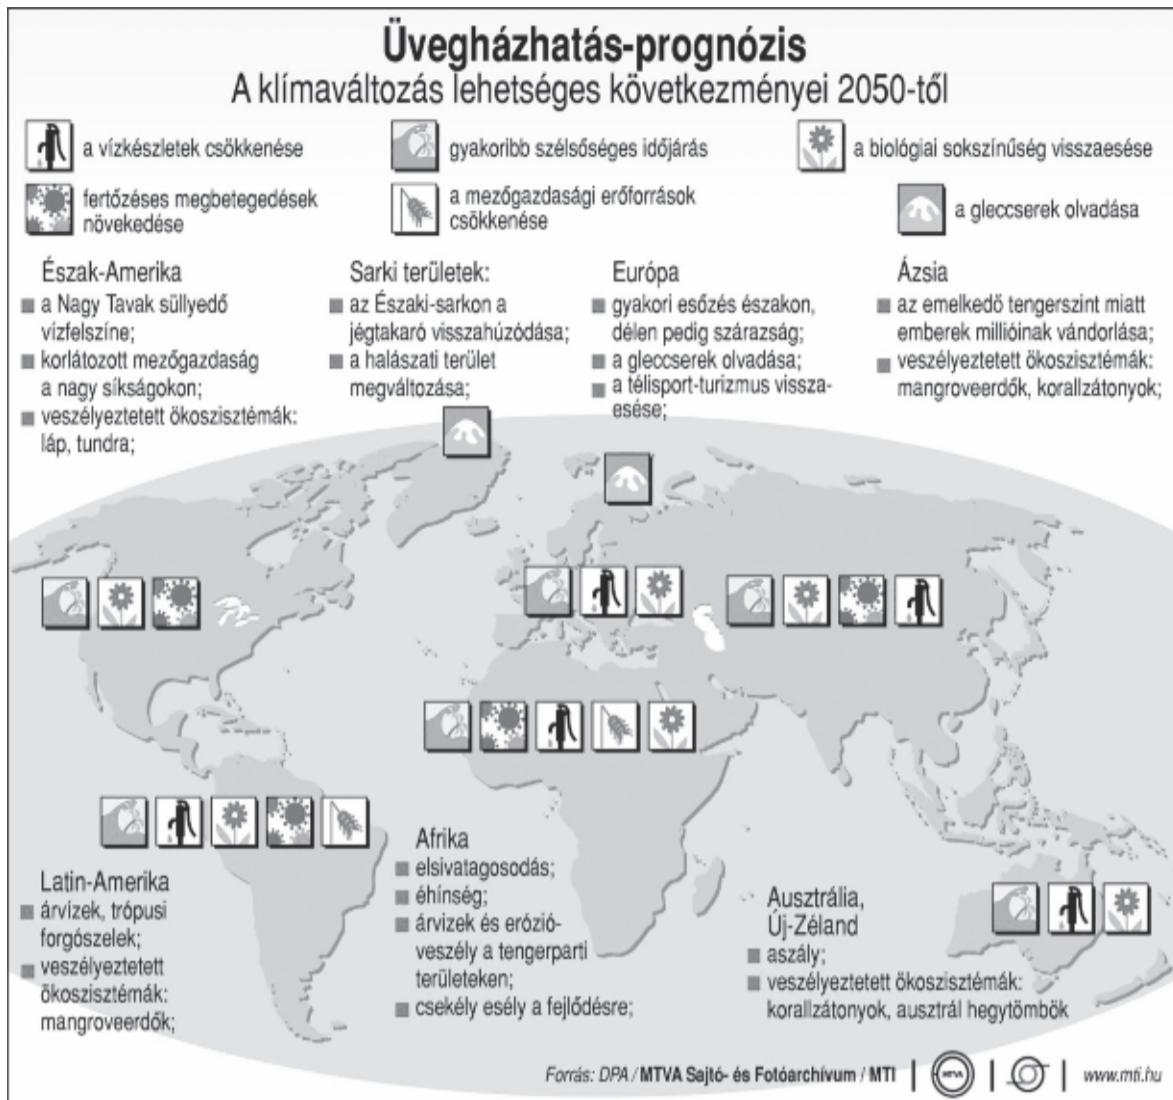 Üvegházhatás-prognózis
A klímaváltozás lehetséges következményei 2050-től
a vízkészletek csökkenése
gyakoribb szélsőséges időjárás
a biológiai sokszínűség visszaesése
fertőzéses megbetegedések
növekedése
a mezőgazdasági erőforrások
csökkenése
a gleccserek olvadása
Észak-Amerika
a Nagy Tavak süllyedő
vízfelszíne;
korlátozott mezőgazdaság
a nagy síkságokon;
veszélyeztetett ökoszisztémák:
láp, tundra;
Sarki területek:
az Északi-sarkon a
jégtakaró visszahúzódása;
a halászati terület
megváltozása;
Európa
gyakori esőzés északon,
délen pedig szárazság;
a gleccserek olvadása;
a télisport-turizmus vissza-
esése;
Ázsia
az emelkedő tengerszint miatt
emberek millióinak vándorlása;
veszélyeztetett ökoszisztémák:
mangroveerdők, korallzátonyok;
Latin-Amerika
árvizek, trópusi
forgószelek;
veszélyeztetett
ökoszisztémák:
mangroveerdők;
Afrika
elsivatagosodás;
éhínség;
árvizek és erózió-
veszély a tengerparti
területeken;
csekély esély a fejlődésre;
Ausztrália,
Új-Zéland
aszály;
veszélyeztetett ökoszisztémák:
korallzátonyok, ausztrál hegytömbök
Forrás: DPA / MTVA Sajtó- és Fotóarchívum / MTI | MTVA | | www.mti.hu